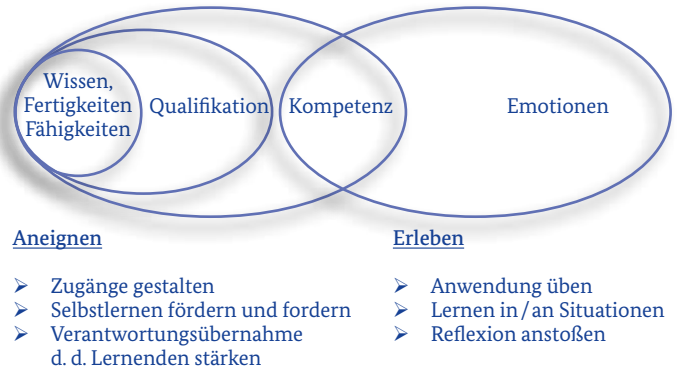 Wissen,
Fertigkeiten
Fähigkeiten
Qualifikation
Kompetenz
Emotionen
Aneignen
➢ Zugänge gestalten
➢ Selbstlernen fördern und fordern
➢ Verantwortungsübernahme
d. d. Lernenden stärken
Erleben
➢ Anwendung üben
➢ Lernen in/an Situationen
➢ Reflexion anstoßen